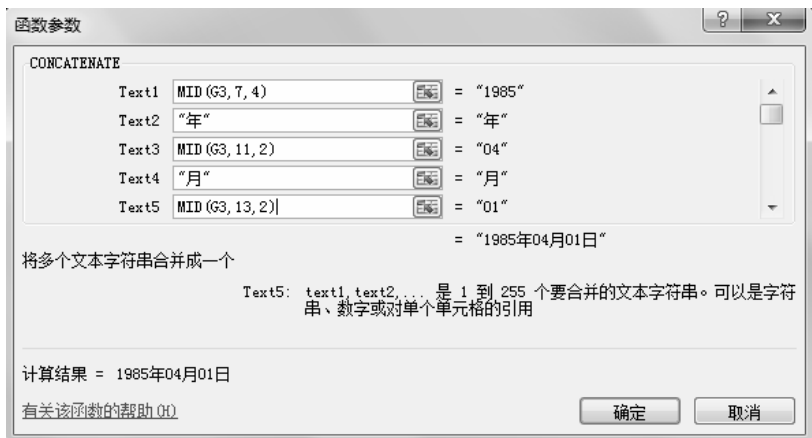 函数参数
CONCATENATE
Text1 MID(G3,7,4) = "1985"
Text2 "年" = "年"
Text3 MID(G3,11,2) = "04"
Text4 "月" = "月"
Text5 MID(G3,13,2) = "01"
= "1985年04月01日"
将多个文本字符串合并成一个
Text5: text1,text2,... 是 1 到 255 个要合并的文本字符串。可以是字符
串、数字或对单个单元格的引用
计算结果 = 1985年04月01日
有关该函数的帮助(H)
确定 取消